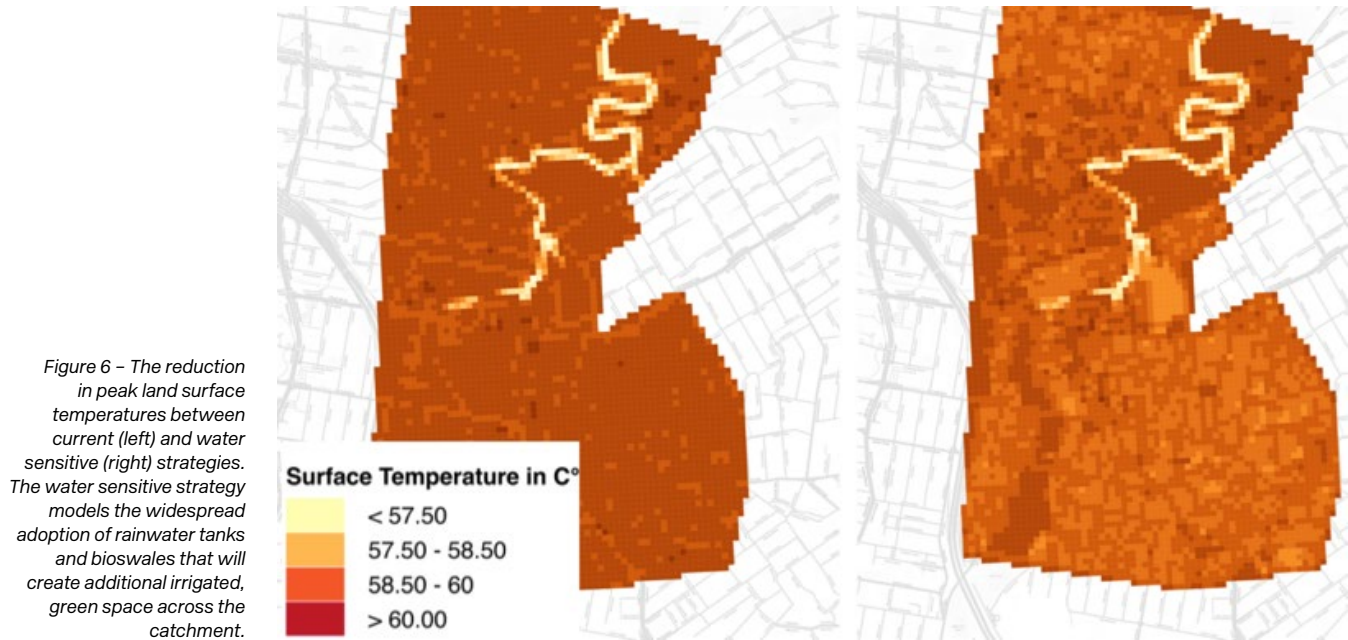 Figure 6 – The reduction
in peak land surface
temperatures between
current (left) and water
sensitive (right) strategies.
The water sensitive strategy
models the widespread
adoption of rainwater tanks
and bioswales that will
create additional irrigated,
green space across the
catchment.
Surface Temperature in C°
< 57.50
57.50 - 58.50
58.50 - 60
> 60.00